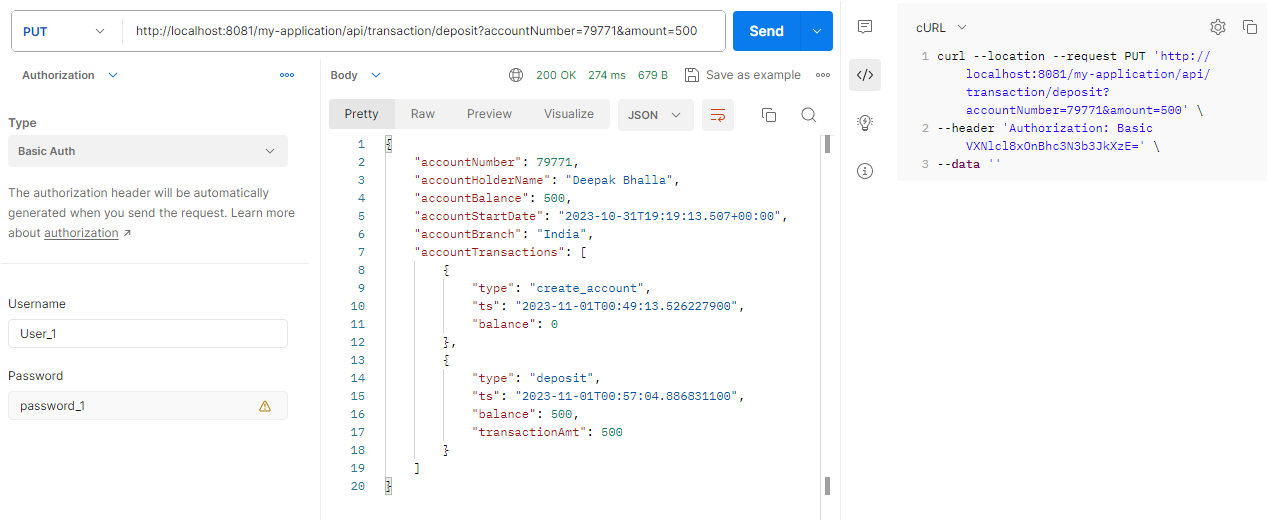 PUT
http://localhost:8081/my-application/api/transaction/deposit?accountNumber=79771&amount=500
Send
Authorization
Type
Basic Auth
The authorization header will be automatically
generated when you send the request. Learn more
about authorization ↗
Username
User_1
Password
password_1
Body
200 OK 274 ms 679 B Save as example
Pretty Raw Preview Visualize JSON
1 {
2 "accountNumber": 79771,
3 "accountHolderName": "Deepak Bhalla",
4 "accountBalance": 500,
5 "accountStartDate": "2023-10-31T19:19:13.507+00:00",
6 "accountBranch": "India",
7 "accountTransactions": [
8 {
9 "type": "create_account",
10 "ts": "2023-11-01T00:49:13.526227900",
11 "balance": 0
12 },
13 {
14 "type": "deposit",
15 "ts": "2023-11-01T00:57:04.886831100",
16 "balance": 500,
17 "transactionAmt": 500
18 }
19 ]
20 }
cURL
1 curl --location --request PUT 'http://
localhost:8081/my-application/api/
transaction/deposit?
accountNumber=79771&amount=500' \
2 --header 'Authorization: Basic
VXNlcl8xOnBhc3N3b3JkXzE=' \
3 --data ''